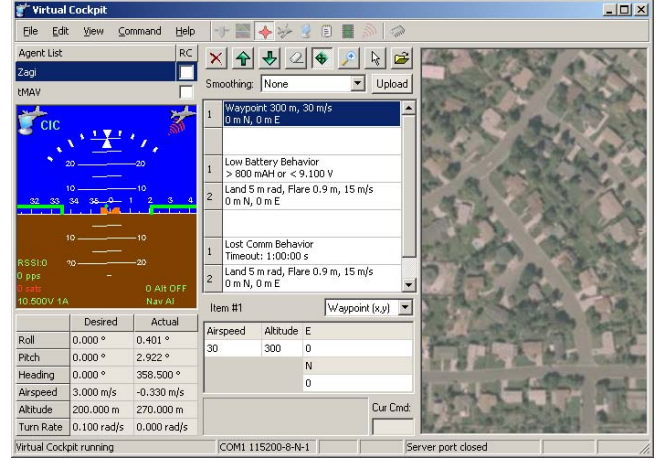 Virtual Cockpit
File Edit View Command Help
Agent List RC
Zagi
tMAV
Smoothing: None Upload
1 Waypoint 300 m, 30 m/s
0 m N, 0 m E
1 Low Battery Behavior
> 800 mAH or < 9.100 V
2 Land 5 m rad, Flare 0.9 m, 15 m/s
0 m N, 0 m E
1 Lost Comm Behavior
Timeout: 1:00:00 s
2 Land 5 m rad, Flare 0.9 m, 15 m/s
0 m N, 0 m E
CIC
20 20
10 10
32 33 34 35 0 1 2 3 4
10 10
RSSI:0 20 20
0 pps
0 sats 0 Alt OFF
10.500V 1A Nav AI
Item #1 Waypoint (x,y)
Airspeed Altitude E
30 300 0
N
0
Cur Cmd:
Desired Actual
Roll 0.000 ° 0.401 °
Pitch 0.000 ° 2.922 °
Heading 0.000 ° 358.500 °
Airspeed 3.000 m/s -0.330 m/s
Altitude 200.000 m 270.000 m
Turn Rate 0.100 rad/s 0.000 rad/s
Virtual Cockpit running COM1 115200-8-N-1 Server port closed